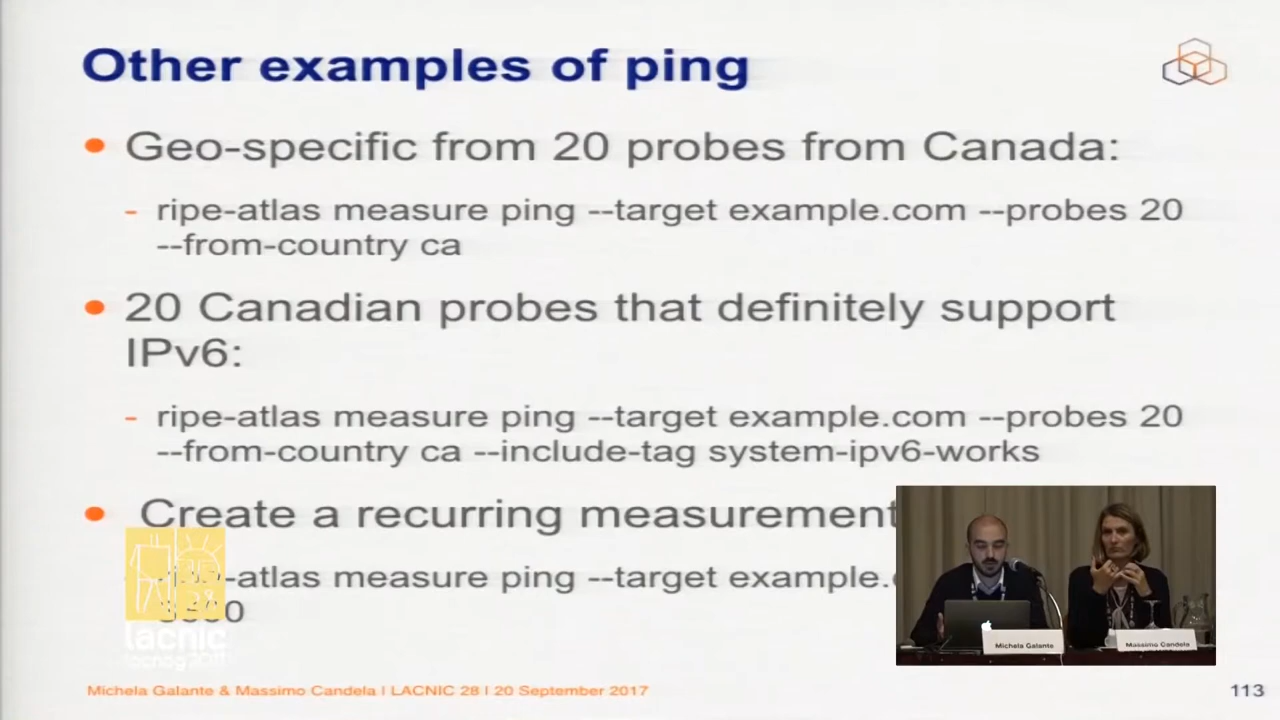 Other examples of ping
• Geo-specific from 20 probes from Canada:
- ripe-atlas measure ping --target example.com --probes 20
--from-country ca
• 20 Canadian probes that definitely support
IPv6:
- ripe-atlas measure ping --target example.com --probes 20
--from-country ca --include-tag system-ipv6-works
• Create a recurring measurement
-atlas measure ping --target example.
lacnic
Michela Galante
Massimo Candela
Michela Galante & Massimo Candela | LACNIC 28 | 20 September 2017
113